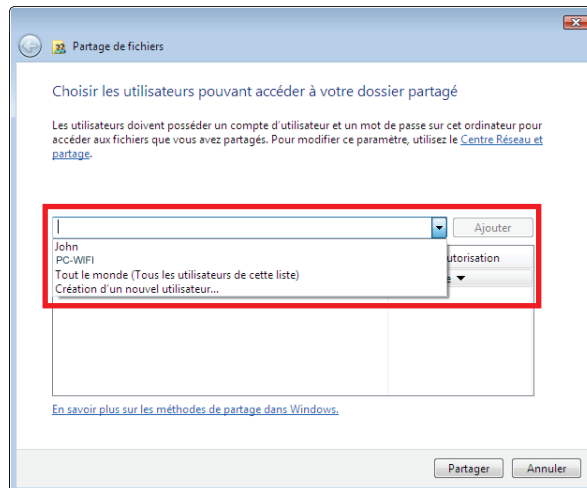 Partage de fichiers
Choisir les utilisateurs pouvant accéder à votre dossier partagé
Les utilisateurs doivent posséder un compte d'utilisateur et un mot de passe sur cet ordinateur pour
accéder aux fichiers que vous avez partagés. Pour modifier ce paramètre, utilisez le Centre Réseau et
partage.
Ajouter
John
PC-WIFI
Tout le monde (Tous les utilisateurs de cette liste)
Création d'un nouvel utilisateur...
utorisation
e
En savoir plus sur les méthodes de partage dans Windows.
Partager Annuler